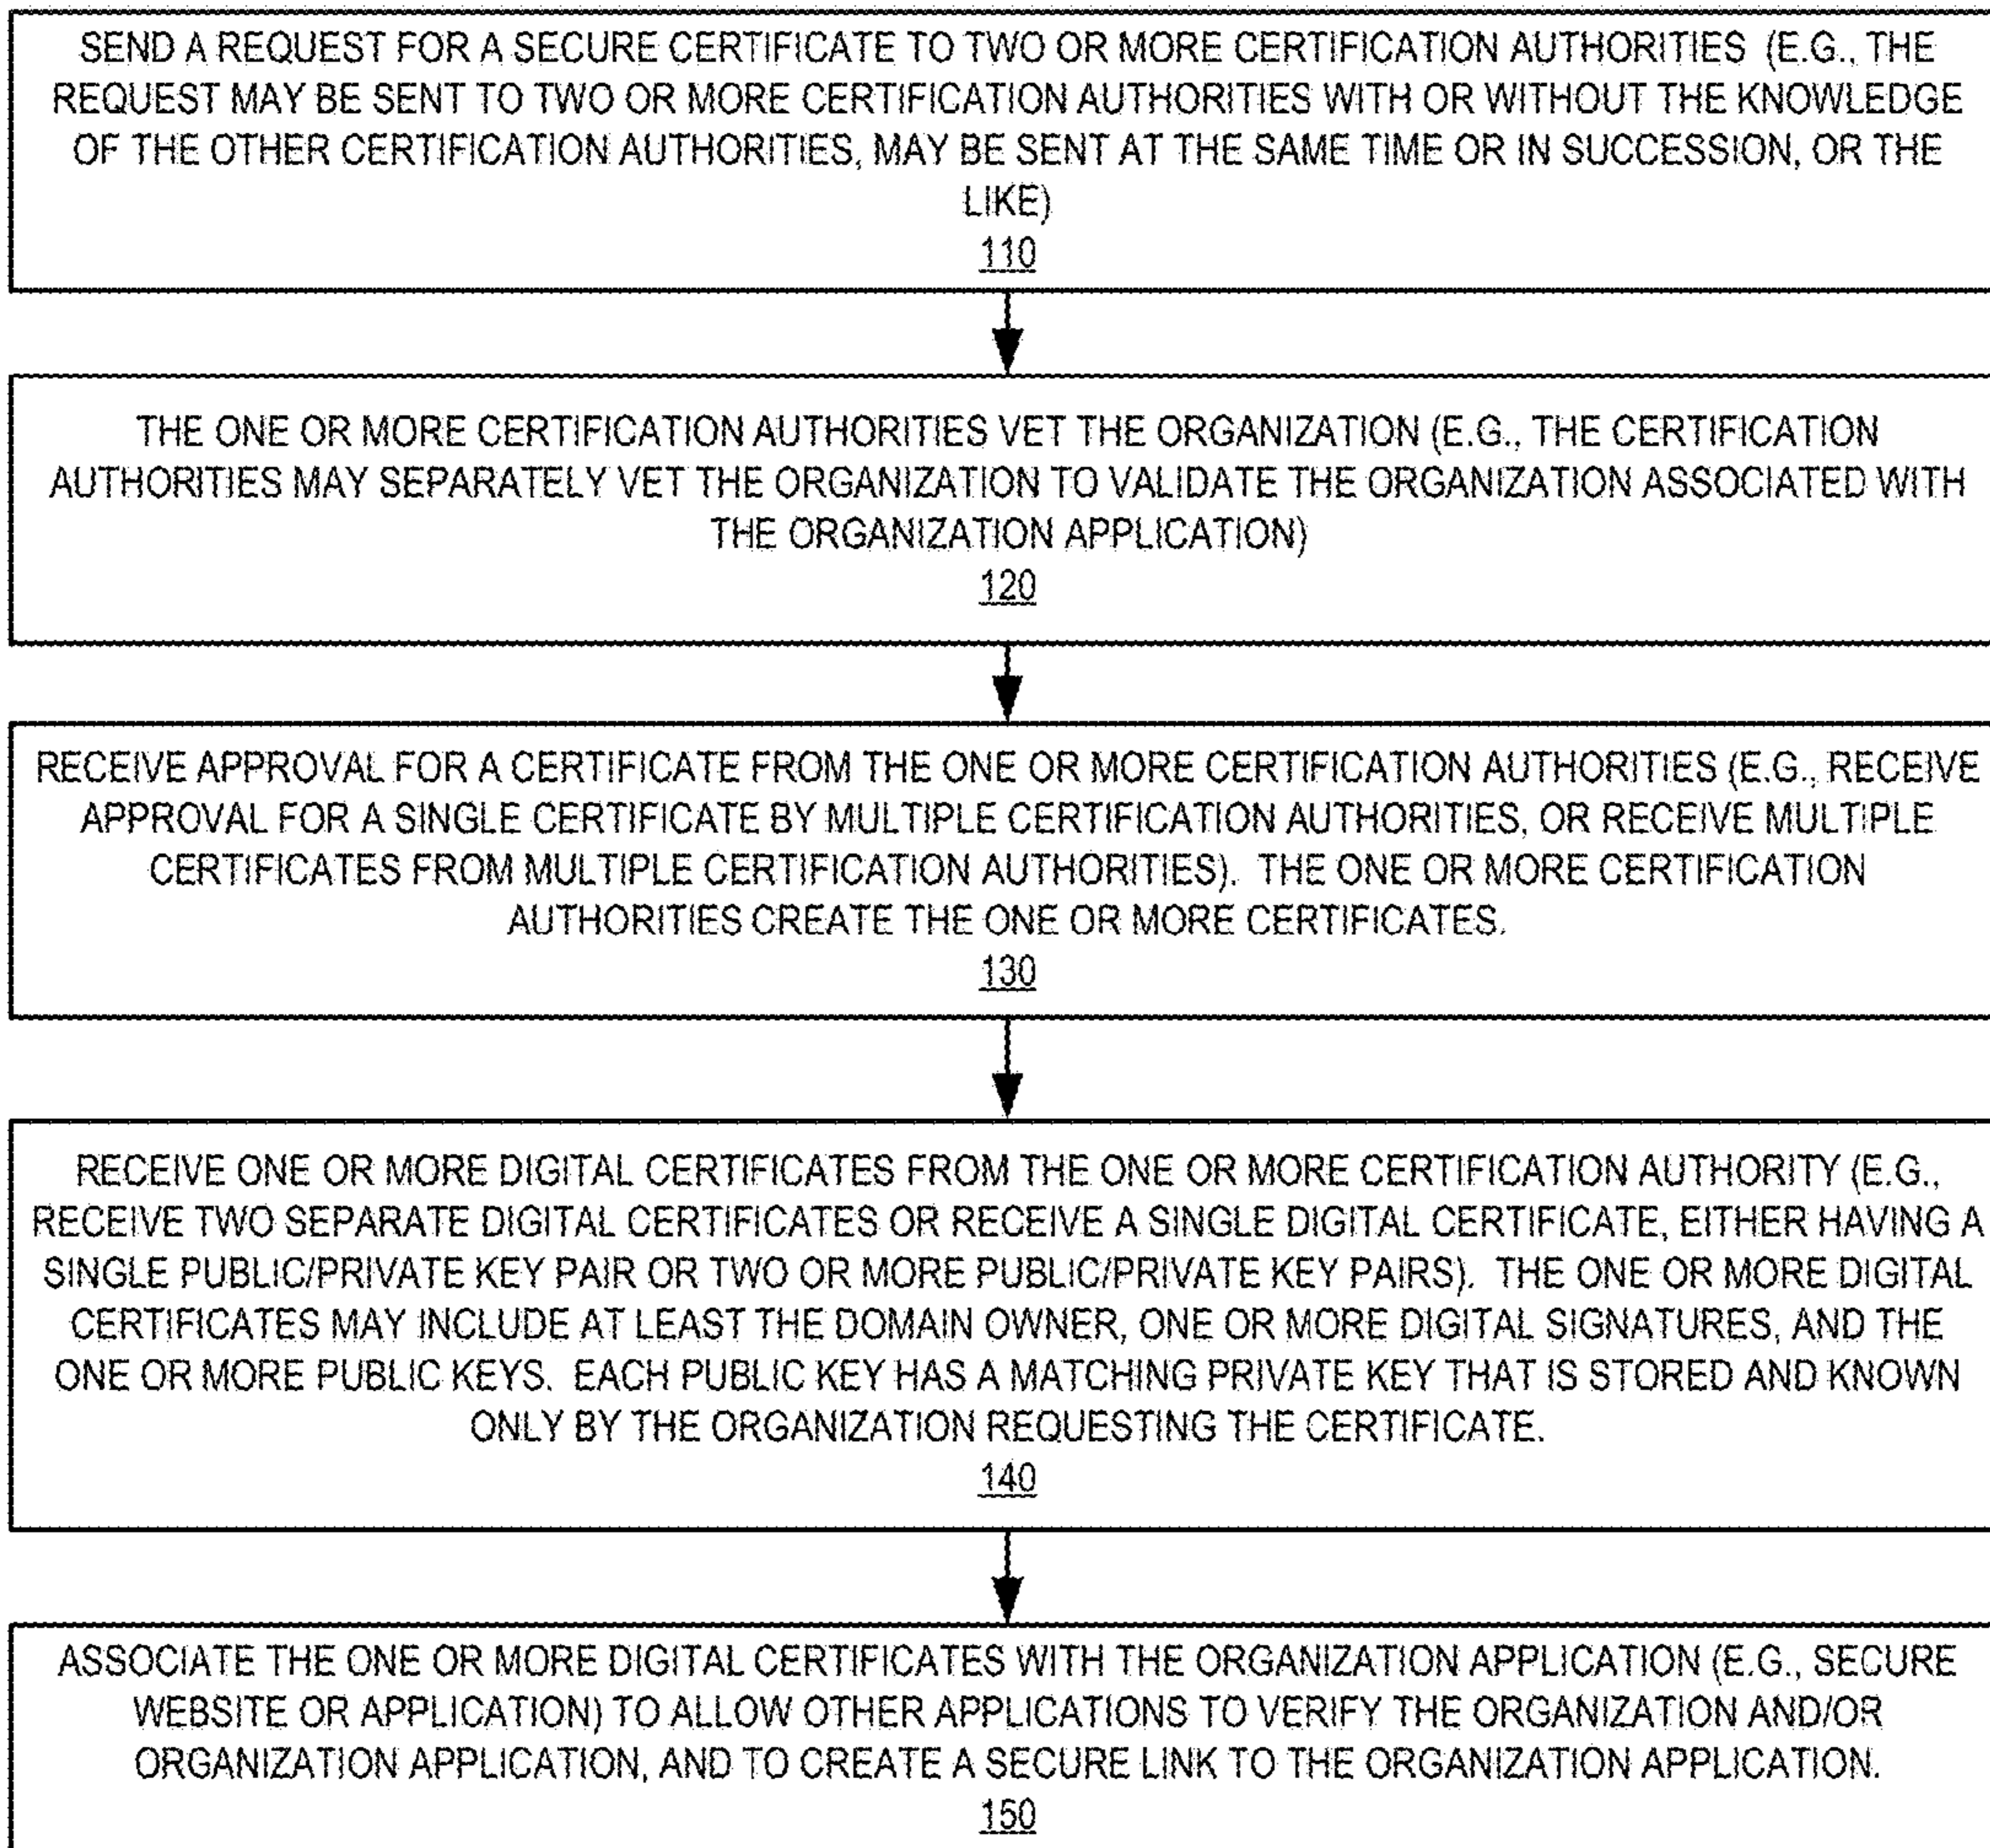 SEND A REQUEST FOR A SECURE CERTIFICATE TO TWO OR MORE CERTIFICATION AUTHORITIES (E.G., THE
REQUEST MAY BE SENT TO TWO OR MORE CERTIFICATION AUTHORITIES WITH OR WITHOUT THE KNOWLEDGE
OF THE OTHER CERTIFICATION AUTHORITIES, MAY BE SENT AT THE SAME TIME OR IN SUCCESSION, OR THE
LIKE)
110
THE ONE OR MORE CERTIFICATION AUTHORITIES VET THE ORGANIZATION (E.G., THE CERTIFICATION
AUTHORITIES MAY SEPARATELY VET THE ORGANIZATION TO VALIDATE THE ORGANIZATION ASSOCIATED WITH
THE ORGANIZATION APPLICATION)
120
RECEIVE APPROVAL FOR A CERTIFICATE FROM THE ONE OR MORE CERTIFICATION AUTHORITIES (E.G., RECEIVE
APPROVAL FOR A SINGLE CERTIFICATE BY MULTIPLE CERTIFICATION AUTHORITIES, OR RECEIVE MULTIPLE
CERTIFICATES FROM MULTIPLE CERTIFICATION AUTHORITIES). THE ONE OR MORE CERTIFICATION
AUTHORITIES CREATE THE ONE OR MORE CERTIFICATES.
130
RECEIVE ONE OR MORE DIGITAL CERTIFICATES FROM THE ONE OR MORE CERTIFICATION AUTHORITY (E.G.,
RECEIVE TWO SEPARATE DIGITAL CERTIFICATES OR RECEIVE A SINGLE DIGITAL CERTIFICATE, EITHER HAVING A
SINGLE PUBLIC/PRIVATE KEY PAIR OR TWO OR MORE PUBLIC/PRIVATE KEY PAIRS). THE ONE OR MORE DIGITAL
CERTIFICATES MAY INCLUDE AT LEAST THE DOMAIN OWNER, ONE OR MORE DIGITAL SIGNATURES, AND THE
ONE OR MORE PUBLIC KEYS. EACH PUBLIC KEY HAS A MATCHING PRIVATE KEY THAT IS STORED AND KNOWN
ONLY BY THE ORGANIZATION REQUESTING THE CERTIFICATE.
140
ASSOCIATE THE ONE OR MORE DIGITAL CERTIFICATES WITH THE ORGANIZATION APPLICATION (E.G., SECURE
WEBSITE OR APPLICATION) TO ALLOW OTHER APPLICATIONS TO VERIFY THE ORGANIZATION AND/OR
ORGANIZATION APPLICATION, AND TO CREATE A SECURE LINK TO THE ORGANIZATION APPLICATION.
150